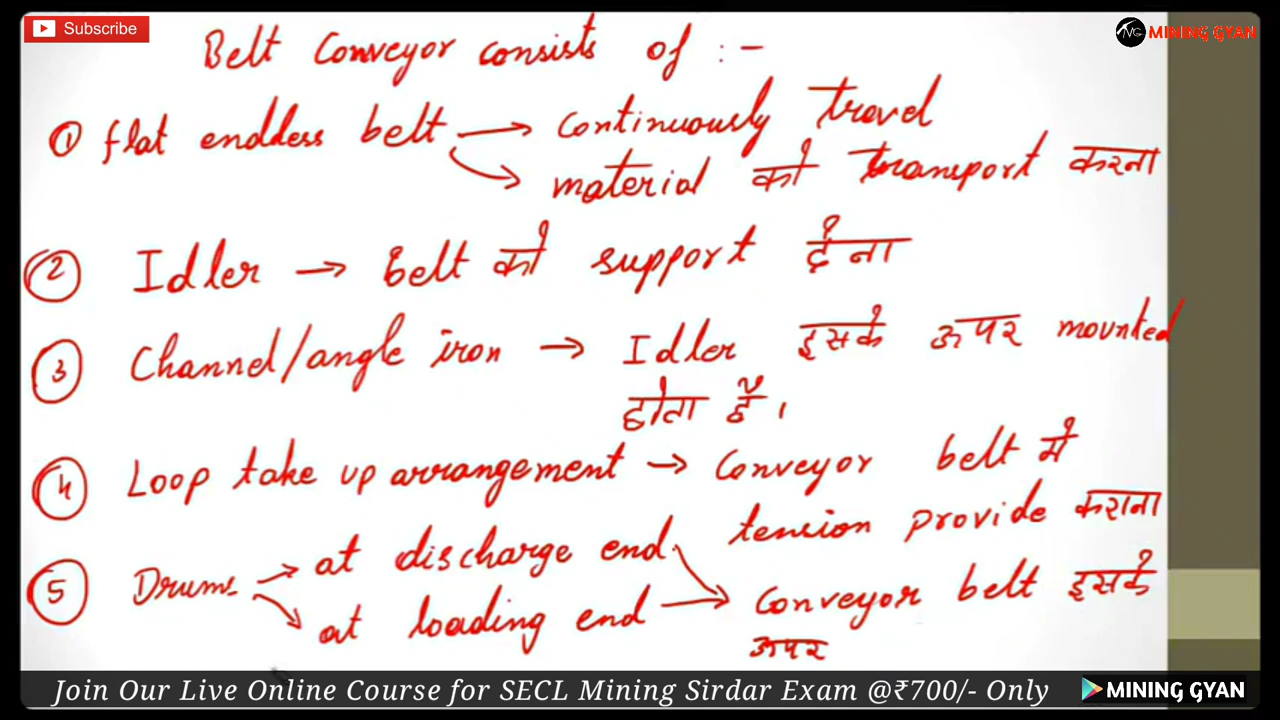 Subscribe
MINING GYAN
Belt Conveyor consists of :-
① flat enddess belt → continuously travel
→ material को transport करना
② Idler → Belt को support देना
③ Channel/angle iron → Idler इसके ऊपर mounted
होता है।
④ Loop take up arrangement → Conveyor belt में
tension provide कराना
⑤ Drums → at discharge end.
→ at loading end → Conveyor belt इसके
ऊपर
Join Our Live Online Course for SECL Mining Sirdar Exam @₹700/- Only
MINING GYAN